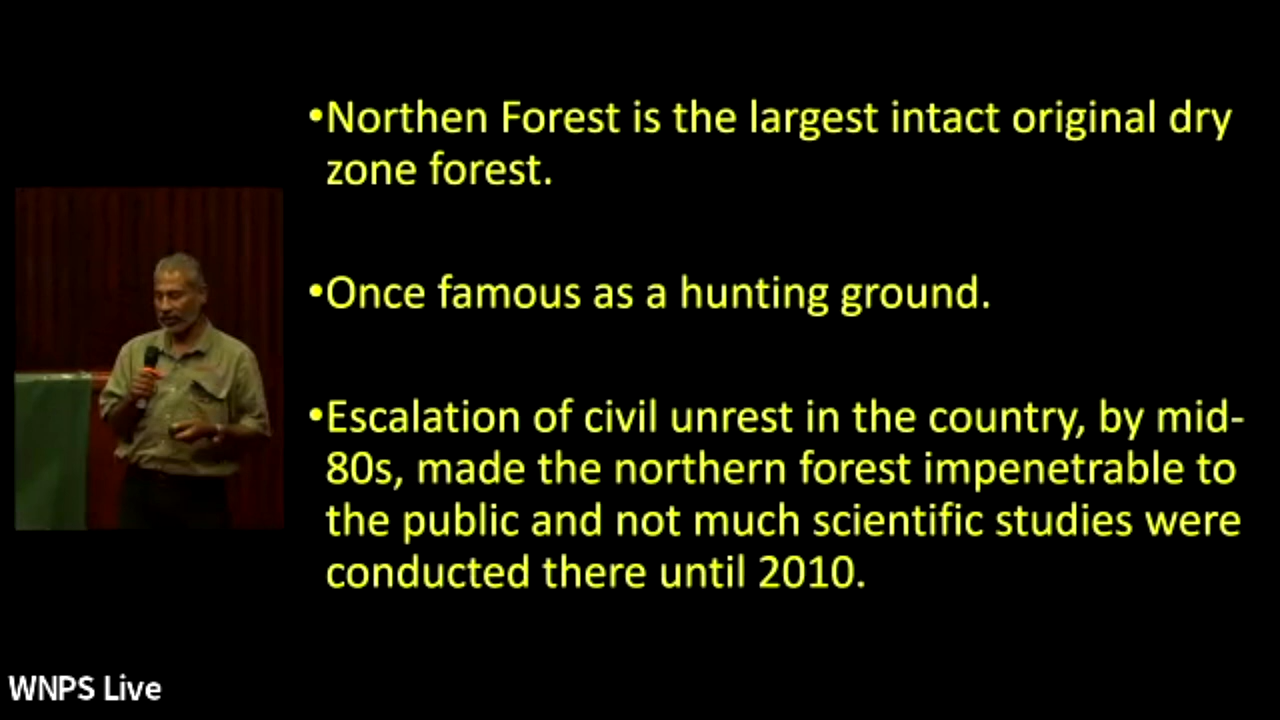 •Northen Forest is the largest intact original dry
zone forest.
•Once famous as a hunting ground.
•Escalation of civil unrest in the country, by mid-
80s, made the northern forest impenetrable to
the public and not much scientific studies were
conducted there until 2010.
WNPS Live